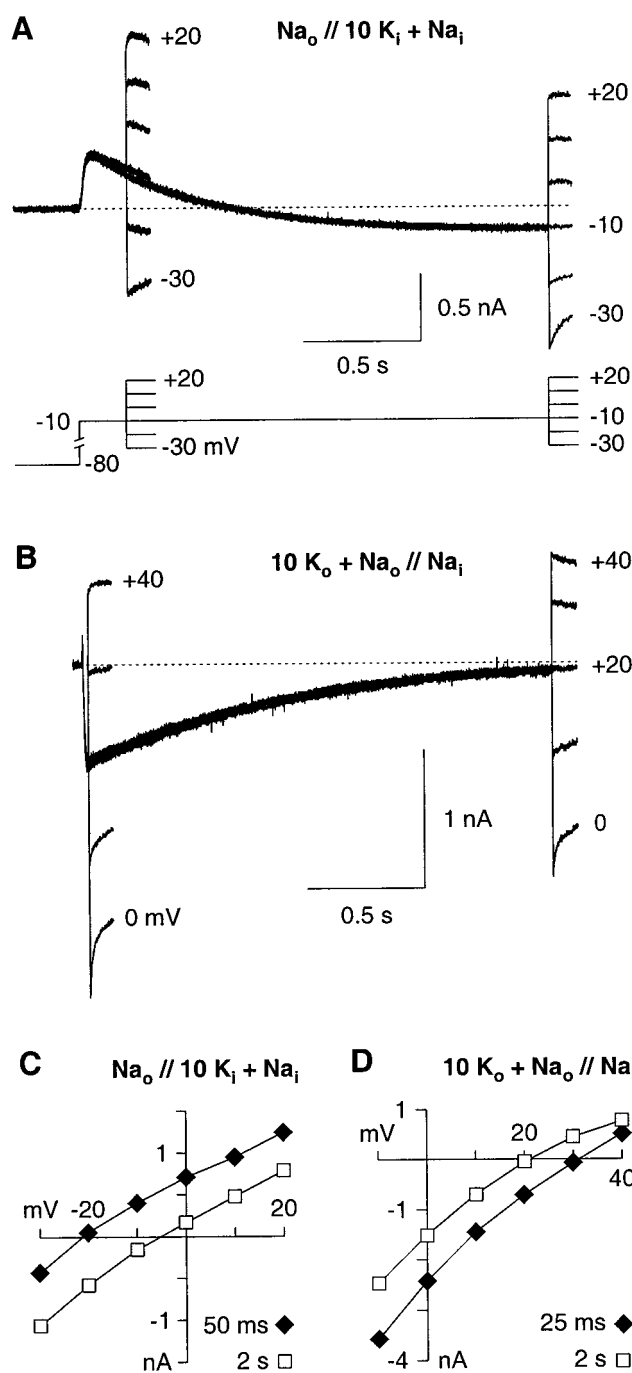 A
Na_o // 10 K_i + Na_i
+20
+20
-10
-30
-30
0.5 nA
0.5 s
+20
+20
-10
-10
-30 mV
-30
-80
B
10 K_o + Na_o // Na_i
+40
+40
+20
1 nA
0
0 mV
0.5 s
C
Na_o // 10 K_i + Na_i
D
10 K_o + Na_o // Na
1
mV -20
20
-1
nA
50 ms
2 s
1
mV
20
40
-1
-4
nA
25 ms
2 s